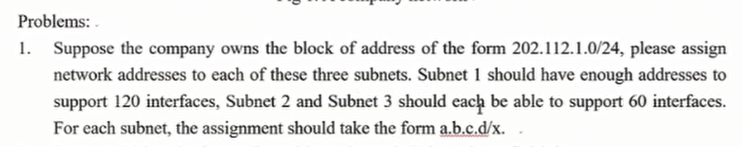 Problems:
1. Suppose the company owns the block of address of the form 202.112.1.0/24, please assign
network addresses to each of these three subnets. Subnet 1 should have enough addresses to
support 120 interfaces, Subnet 2 and Subnet 3 should each be able to support 60 interfaces.
For each subnet, the assignment should take the form a.b.c.d/x.